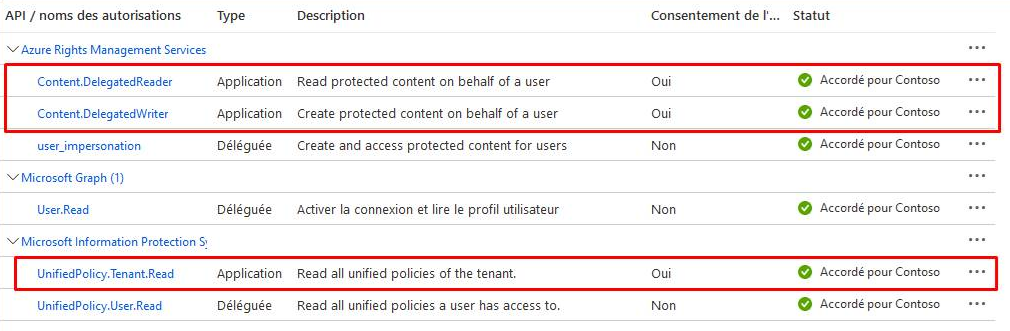 API / noms des autorisations Type Description Consentement de l'... Statut
Azure Rights Management Services ...
Content.DelegatedReader Application Read protected content on behalf of a user Oui Accordé pour Contoso ...
Content.DelegatedWriter Application Create protected content on behalf of a user Oui Accordé pour Contoso ...
user_impersonation Déléguée Create and access protected content for users Non Accordé pour Contoso ...
Microsoft Graph (1) ...
User.Read Déléguée Activer la connexion et lire le profil utilisateur Non Accordé pour Contoso ...
Microsoft Information Protection Sy ...
UnifiedPolicy.Tenant.Read Application Read all unified policies of the tenant. Oui Accordé pour Contoso ...
UnifiedPolicy.User.Read Déléguée Read all unified policies a user has access to. Non Accordé pour Contoso ...